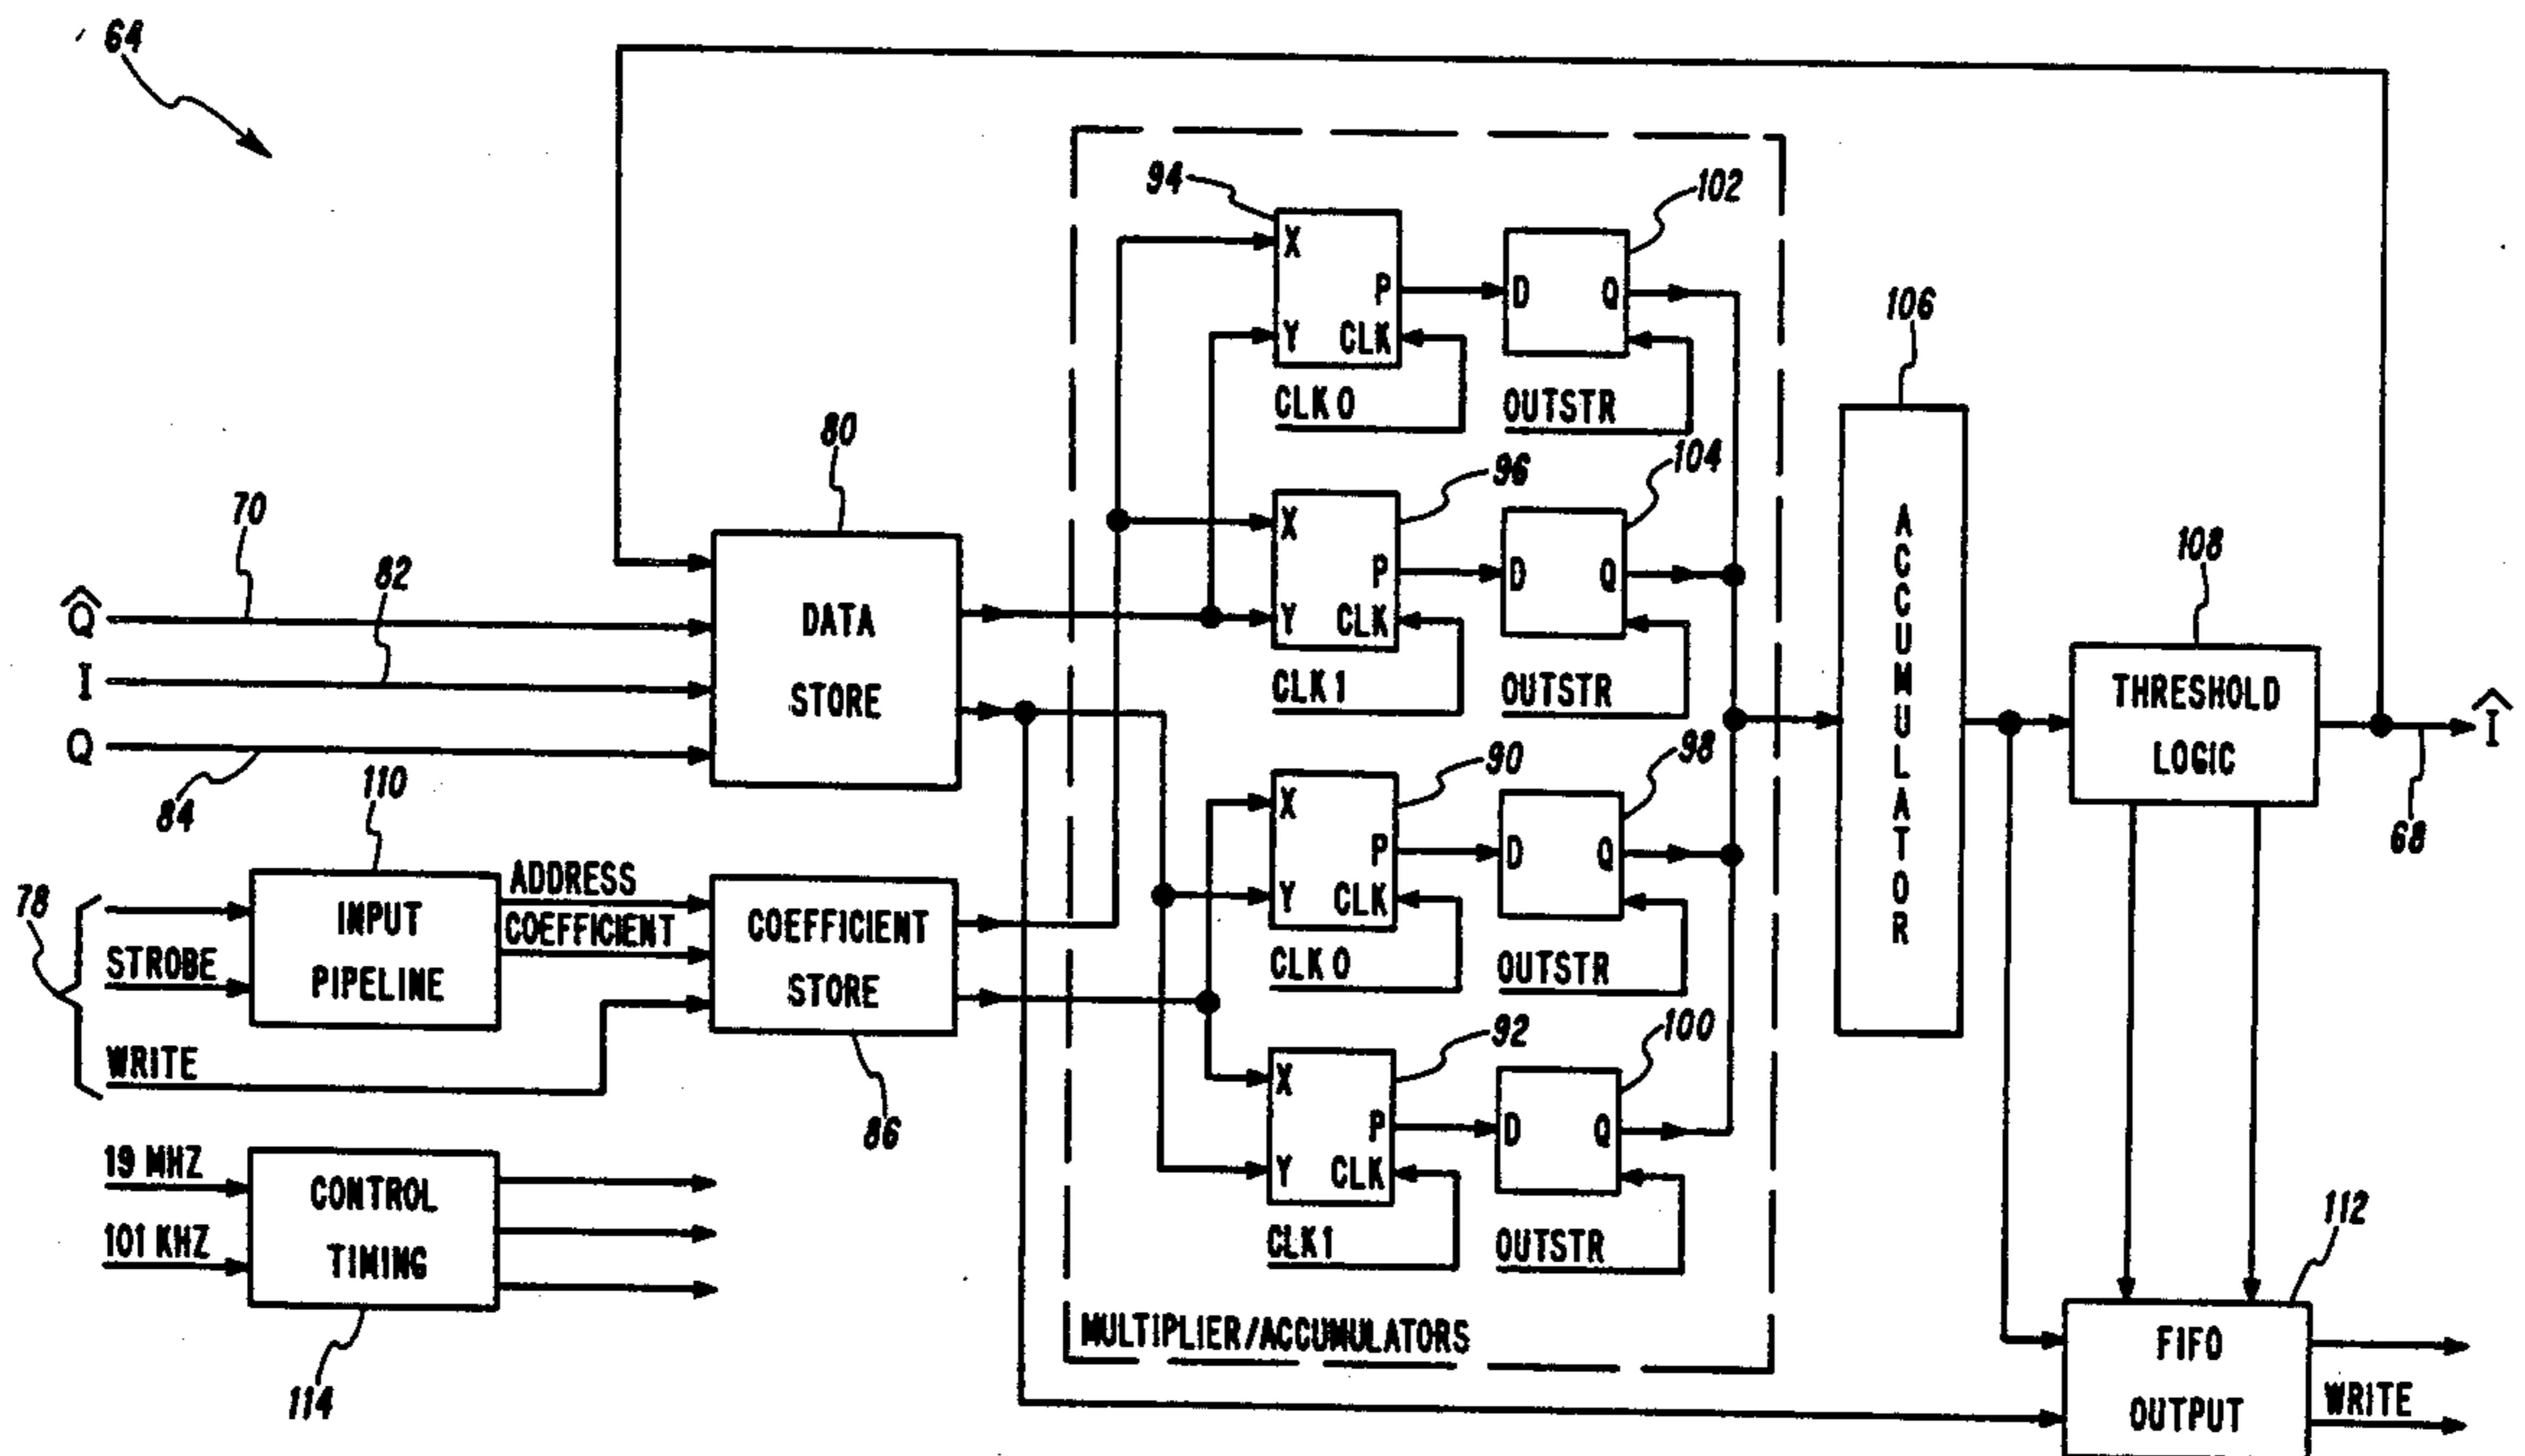 64
94
102
X
P
D
Q
Y
CLK
CLK 0
OUTSTR
106
80
96
104
X
P
D
Q
Y
CLK
CLK 1
OUTSTR
70
82
Q̂
I
Q
84
DATA
STORE
ACCUMULATOR
108
THRESHOLD
LOGIC
Î
68
90
98
X
P
D
Q
Y
CLK
CLK 0
OUTSTR
110
78
STROBE
WRITE
INPUT
PIPELINE
ADDRESS
COEFFICIENT
COEFFICIENT
STORE
86
92
100
X
P
D
Q
Y
CLK
CLK 1
OUTSTR
19 MHZ
101 KHZ
CONTROL
TIMING
114
MULTIPLIER/ACCUMULATORS
112
FIFO
OUTPUT
WRITE